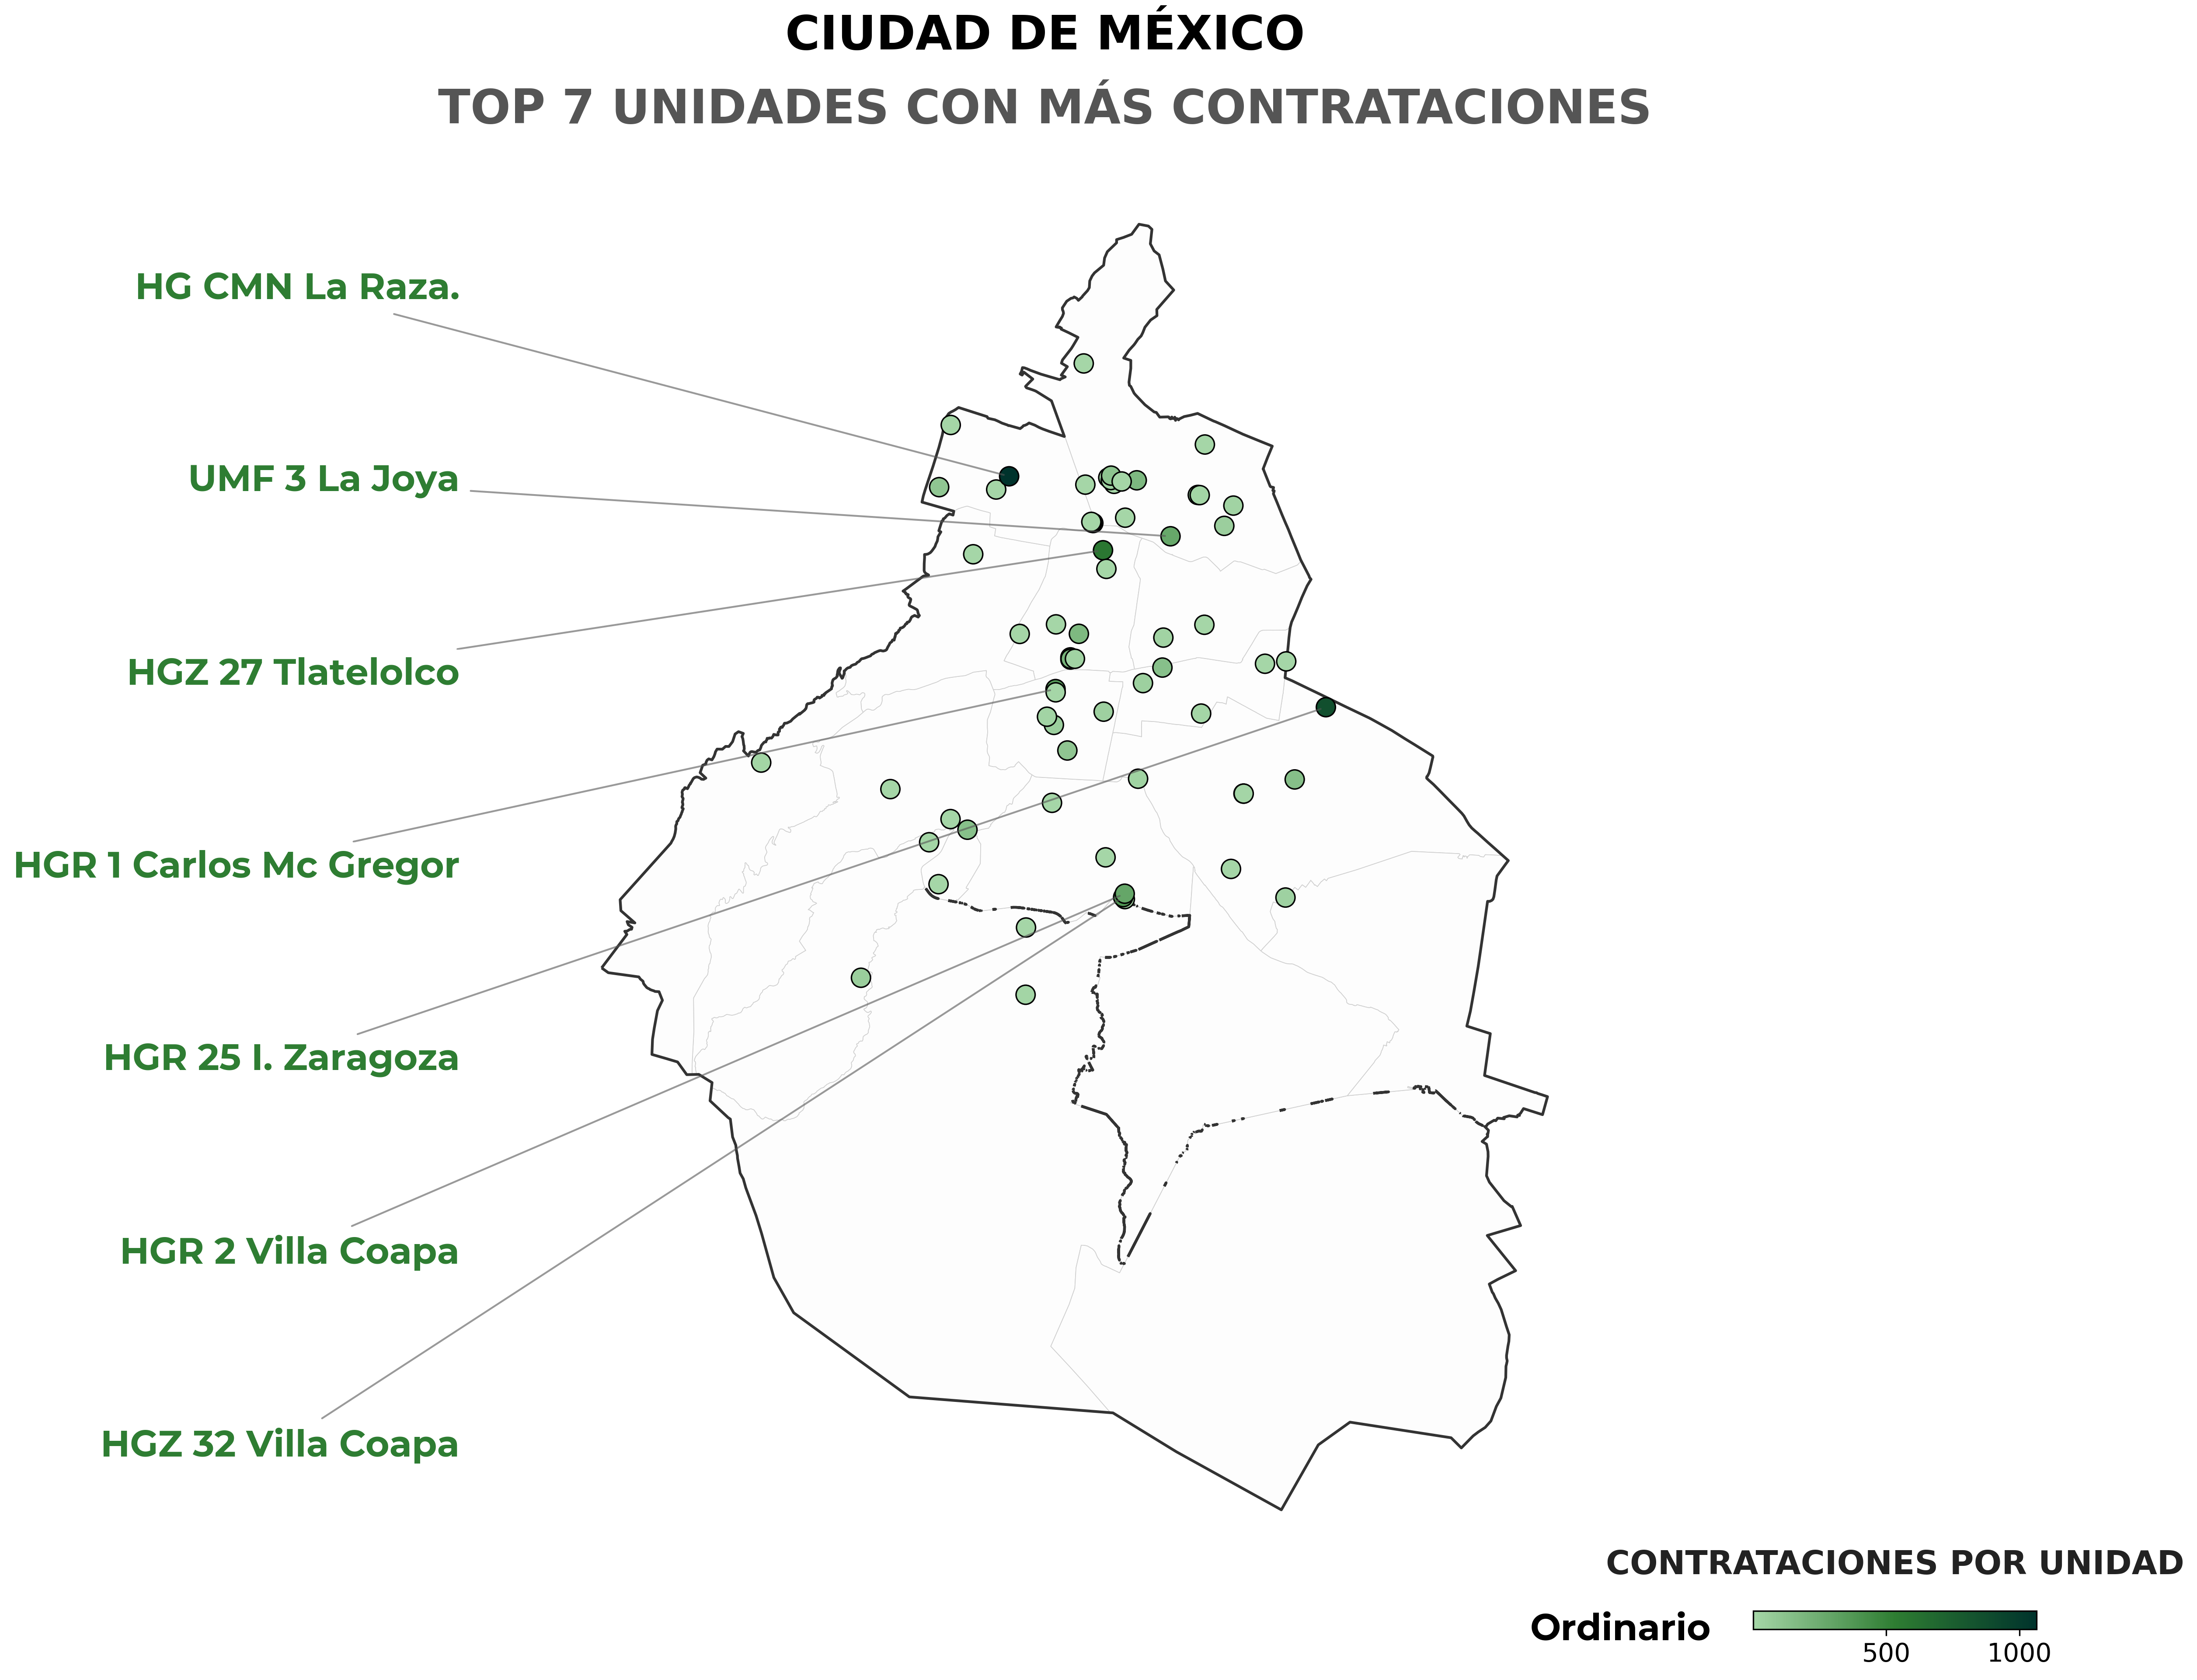 CIUDAD DE MÉXICO
TOP 7 UNIDADES CON MÁS CONTRATACIONES
HG CMN La Raza.
UMF 3 La Joya
HGZ 27 Tlatelolco
HGR 1 Carlos Mc Gregor
HGR 25 I. Zaragoza
HGR 2 Villa Coapa
HGZ 32 Villa Coapa
CONTRATACIONES POR UNIDAD
Ordinario
500 1000